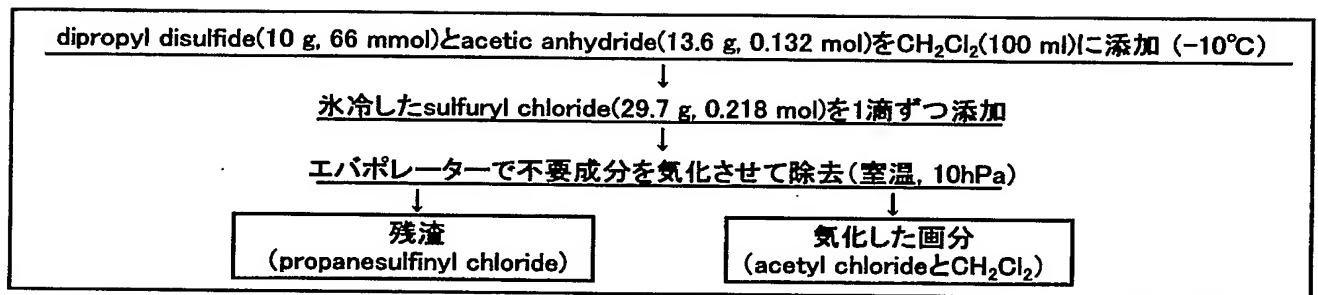 dipropyl disulfide(10 g, 66 mmol)とacetic anhydride(13.6 g, 0.132 mol)をCH₂Cl₂(100 ml)に添加 (-10℃)
↓
氷冷したsulfuryl chloride(29.7 g, 0.218 mol)を1滴ずつ添加
↓
エバポレーターで不要成分を気化させて除去(室温, 10hPa)
↓ ↓
残渣 気化した画分
(propanesulfinyl chloride) (acetyl chlorideとCH₂Cl₂)